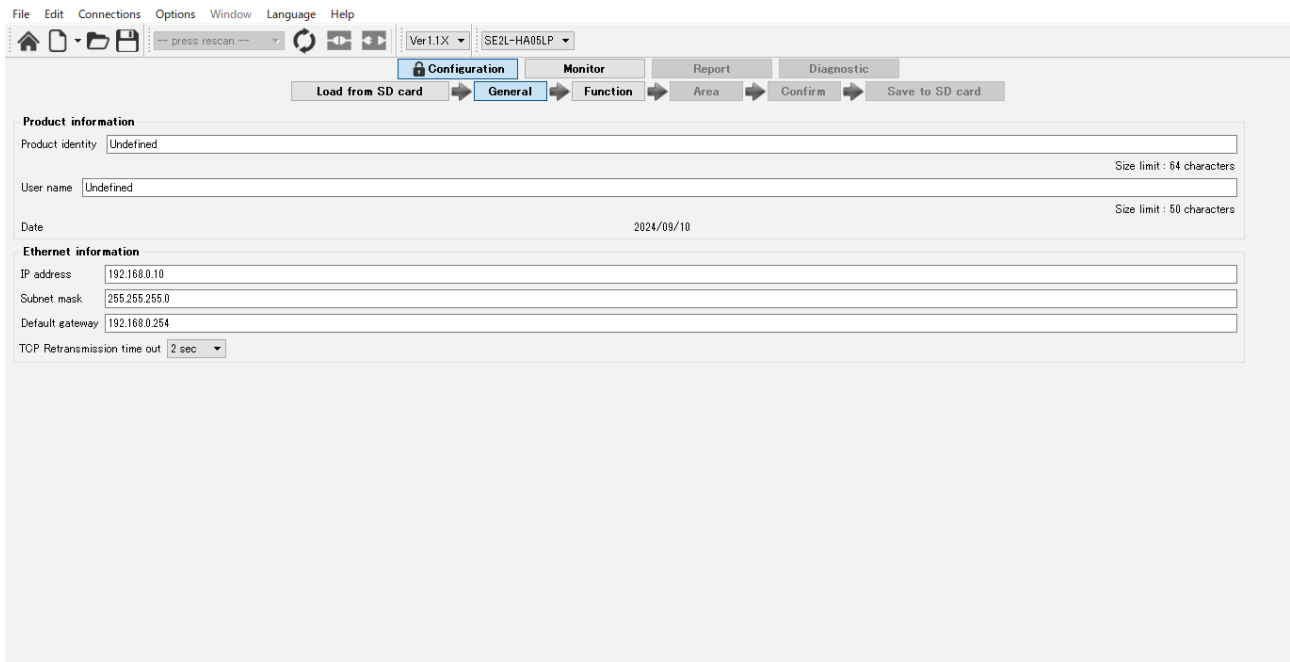 File Edit Connections Options Window Language Help
-- press rescan -- Ver1.1X SE2L-HA05LP
Configuration Monitor Report Diagnostic
Load from SD card General Function Area Confirm Save to SD card
Product information
Product identity Undefined
Size limit : 64 characters
User name Undefined
Size limit : 50 characters
Date 2024/09/10
Ethernet information
IP address 192.168.0.10
Subnet mask 255.255.255.0
Default gateway 192.168.0.254
TCP Retransmission time out 2 sec